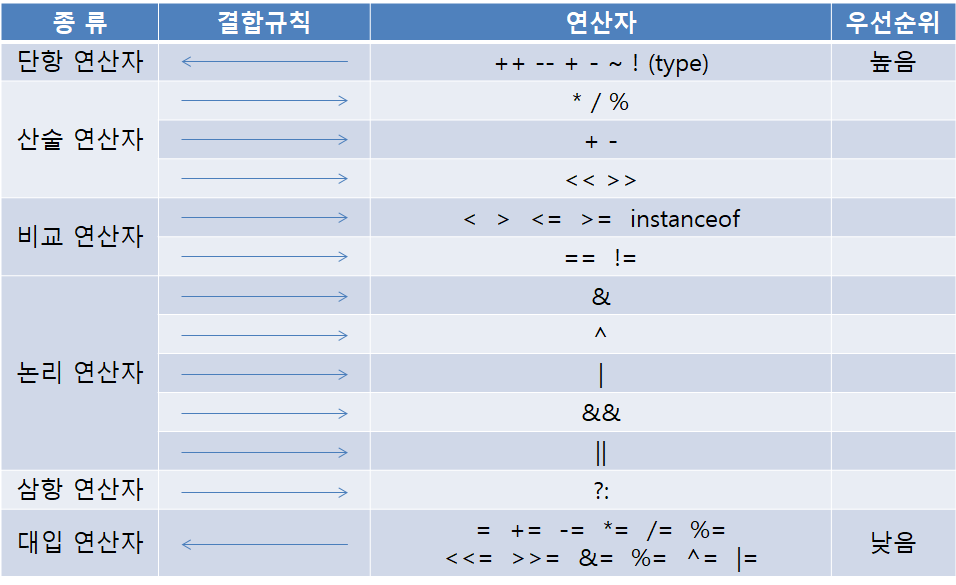 종 류 결합규칙 연산자 우선순위
단항 연산자 ++ -- + - ~ ! (type) 높음
산술 연산자
* / %
+ -
<< >>
비교 연산자
< > <= >= instanceof
== !=
논리 연산자
&
^
|
&&
||
삼항 연산자 ?:
대입 연산자
= += -= *= /= %=
<<= >>= &= %= ^= |=
낮음